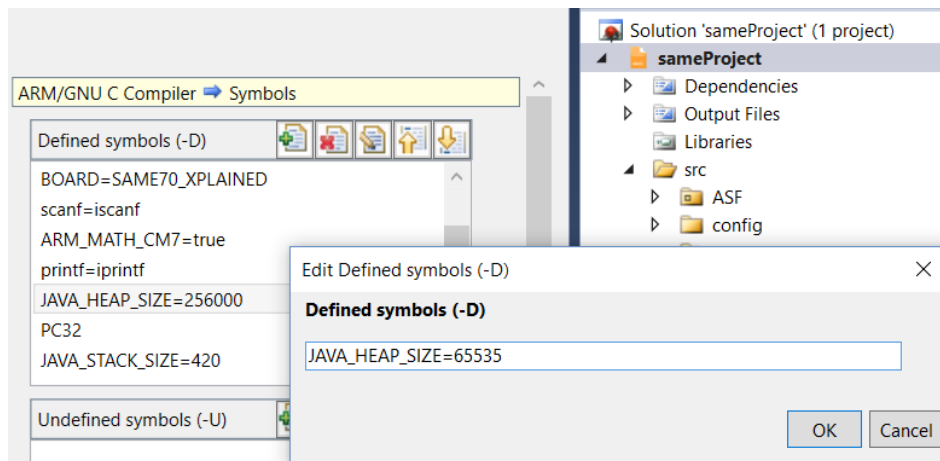 ARM/GNU C Compiler ➡ Symbols
Defined symbols (-D)
BOARD=SAME70_XPLAINED
scanf=iscanf
ARM_MATH_CM7=true
printf=iprintf
JAVA_HEAP_SIZE=256000
PC32
JAVA_STACK_SIZE=420
Undefined symbols (-U)
Solution 'sameProject' (1 project)
sameProject
Dependencies
Output Files
Libraries
src
ASF
config
Edit Defined symbols (-D)
Defined symbols (-D)
JAVA_HEAP_SIZE=65535
OK
Cancel